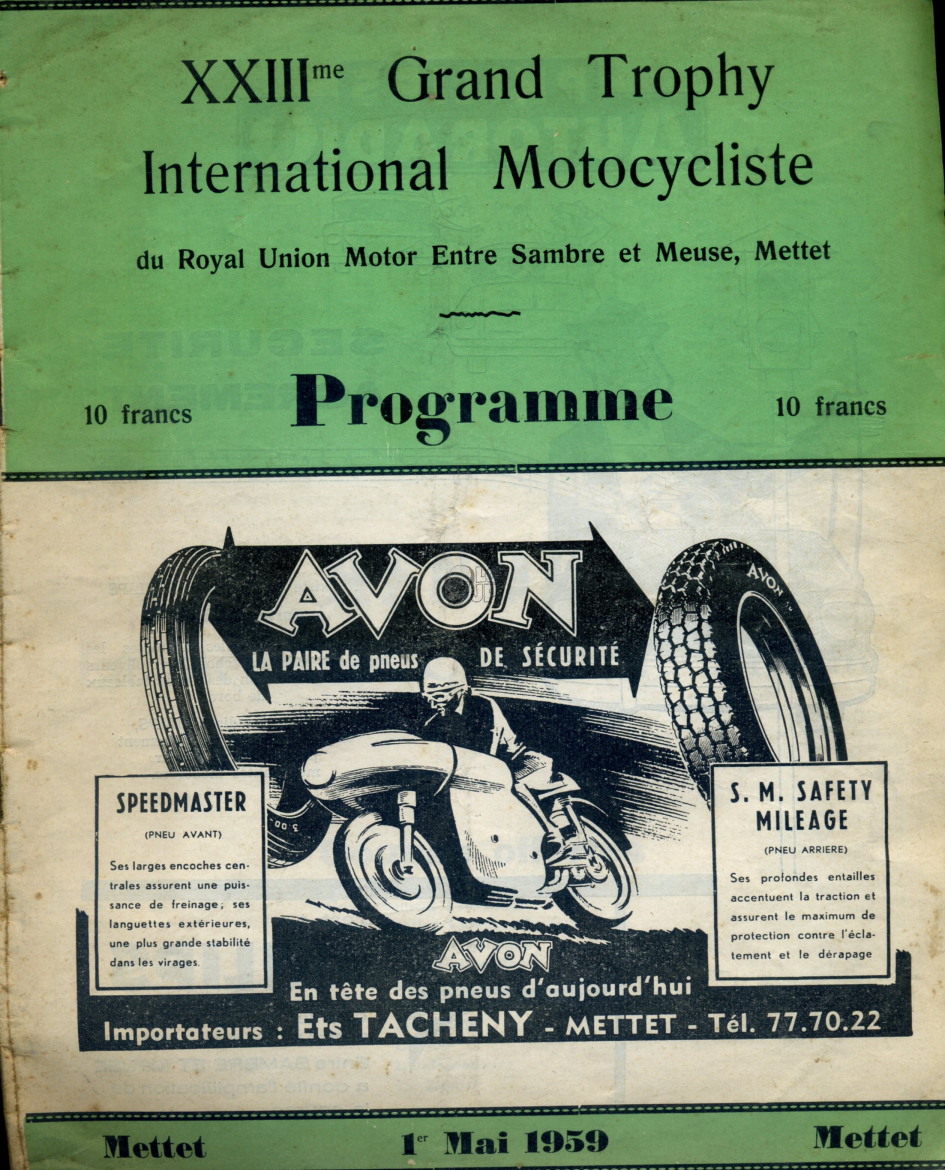 XXIIIme Grand Trophy
International Motocycliste
du Royal Union Motor Entre Sambre et Meuse, Mettet
10 francs Programme 10 francs
AVON
LA PAIRE de pneus DE SÉCURITÉ
AVON
SPEEDMASTER
(PNEU AVANT)
Ses larges encoches cen-
trales assurent une puis-
sance de freinage; ses
languettes extérieures,
une plus grande stabilité
dans les virages.
3.00
S. M. SAFETY
MILEAGE
(PNEU ARRIERE)
Ses profondes entailles
accentuent la traction et
assurent le maximum de
protection contre l'écla-
tement et le dérapage
AVON
En tête des pneus d'aujourd'hui
Importateurs : Ets TACHENY - METTET - Tél. 77.70.22
Mettet 1er Mai 1959 Mettet